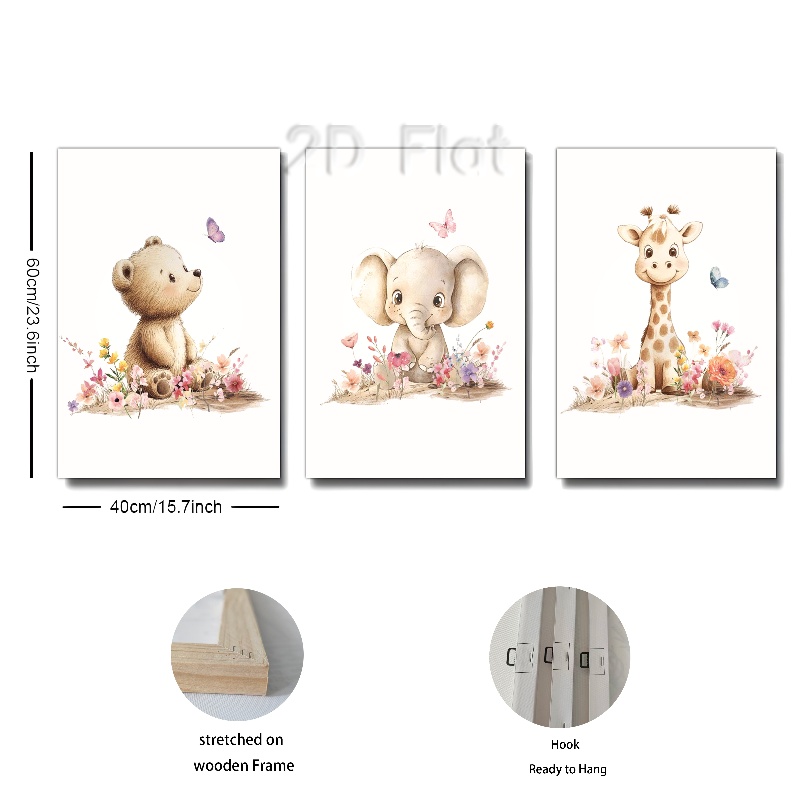 2D Flat
60cm/23.6inch
40cm/15.7inch
stretched on
wooden Frame
Hook
Ready to Hang